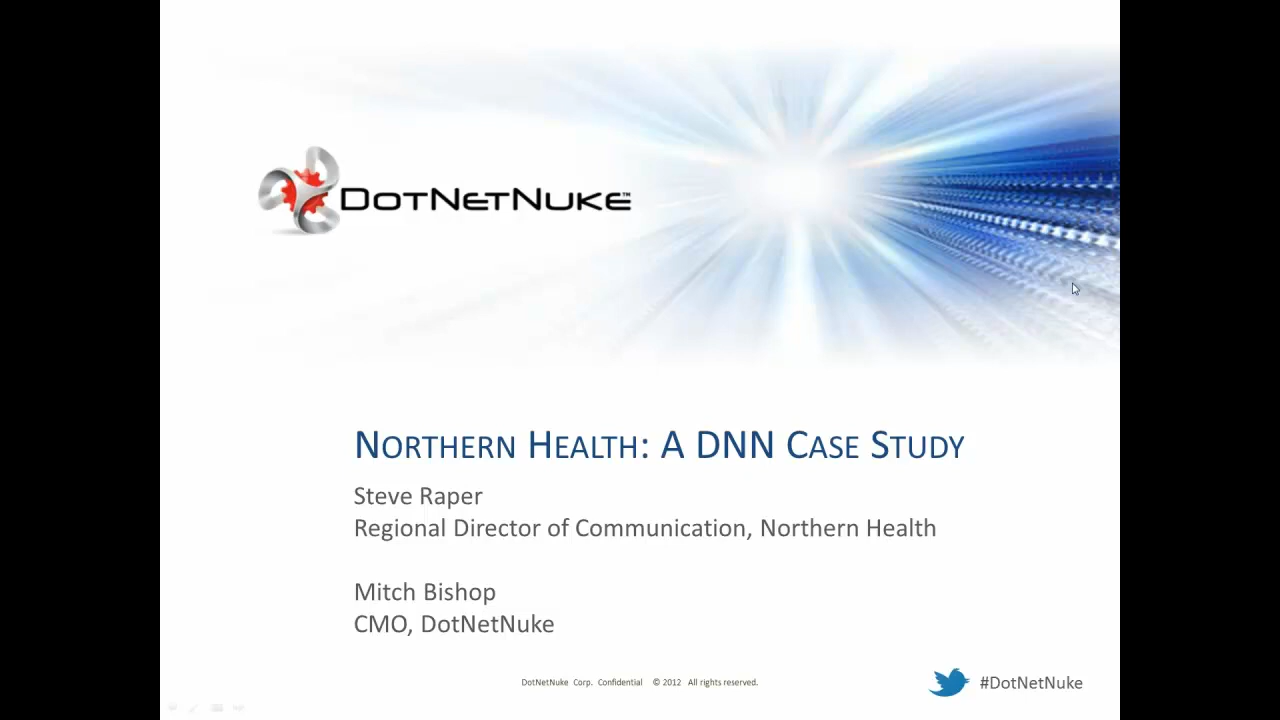 DotNetNuke™
Northern Health: A DNN Case Study
Steve Raper
Regional Director of Communication, Northern Health
Mitch Bishop
CMO, DotNetNuke
DotNetNuke Corp. Confidential © 2012 All rights reserved.
#DotNetNuke